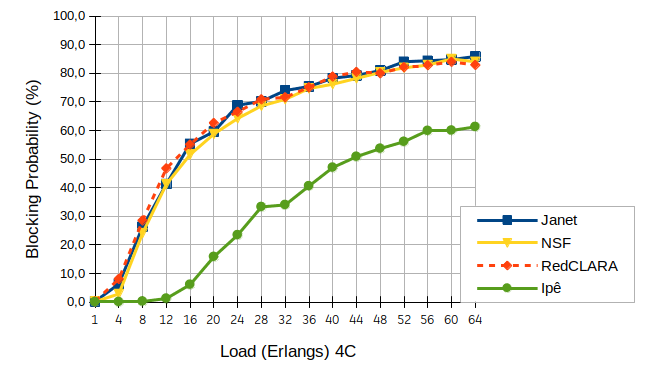 100,0
90,0
80,0
70,0
60,0
50,0
40,0
30,0
20,0
10,0
0,0
Blocking Probability (%)
1 4 8 12 16 20 24 28 32 36 40 44 48 52 56 60 64
Load (Erlangs) 4C
Janet
NSF
RedCLARA
Ipê